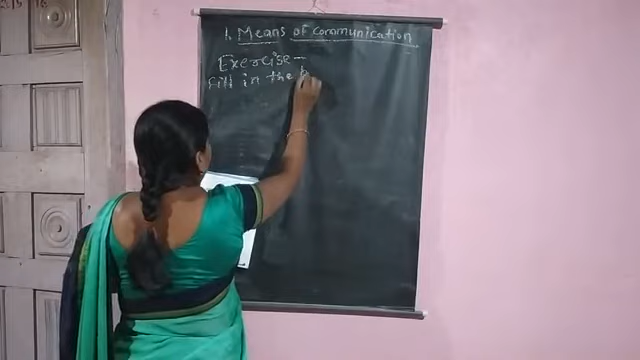 1. Means of communication
Exercise -
Fill in the b